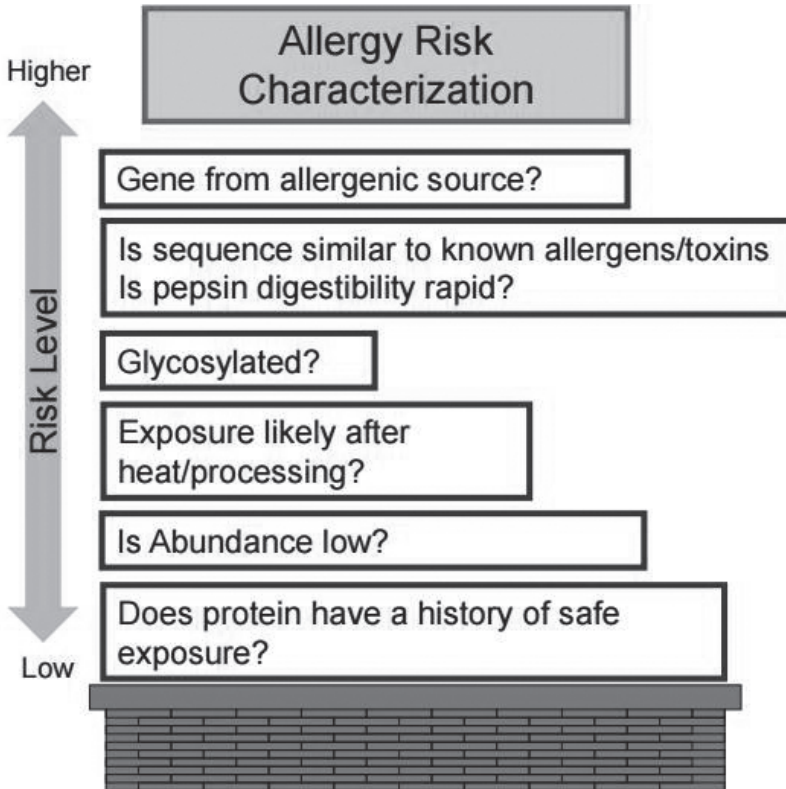 Allergy Risk
Characterization
Higher
Gene from allergenic source?
Is sequence similar to known allergens/toxins
Is pepsin digestibility rapid?
Glycosylated?
Risk Level
Exposure likely after
heat/processing?
Is Abundance low?
Does protein have a history of safe
exposure?
Low